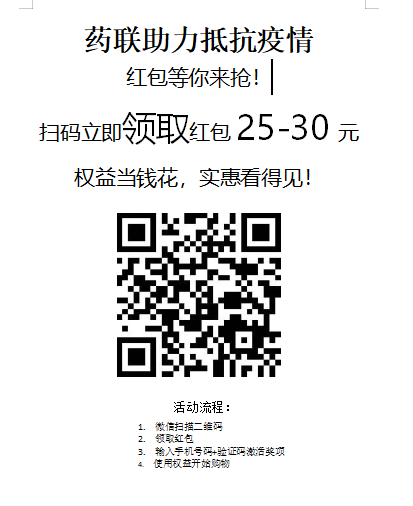 药联助力抵抗疫情
红包等你来抢！
扫码立即领取红包 25-30 元
权益当钱花，实惠看得见！
活动流程：
1. 微信扫描二维码
2. 领取红包
3. 输入手机号码+验证码激活奖项
4. 使用权益开始购物